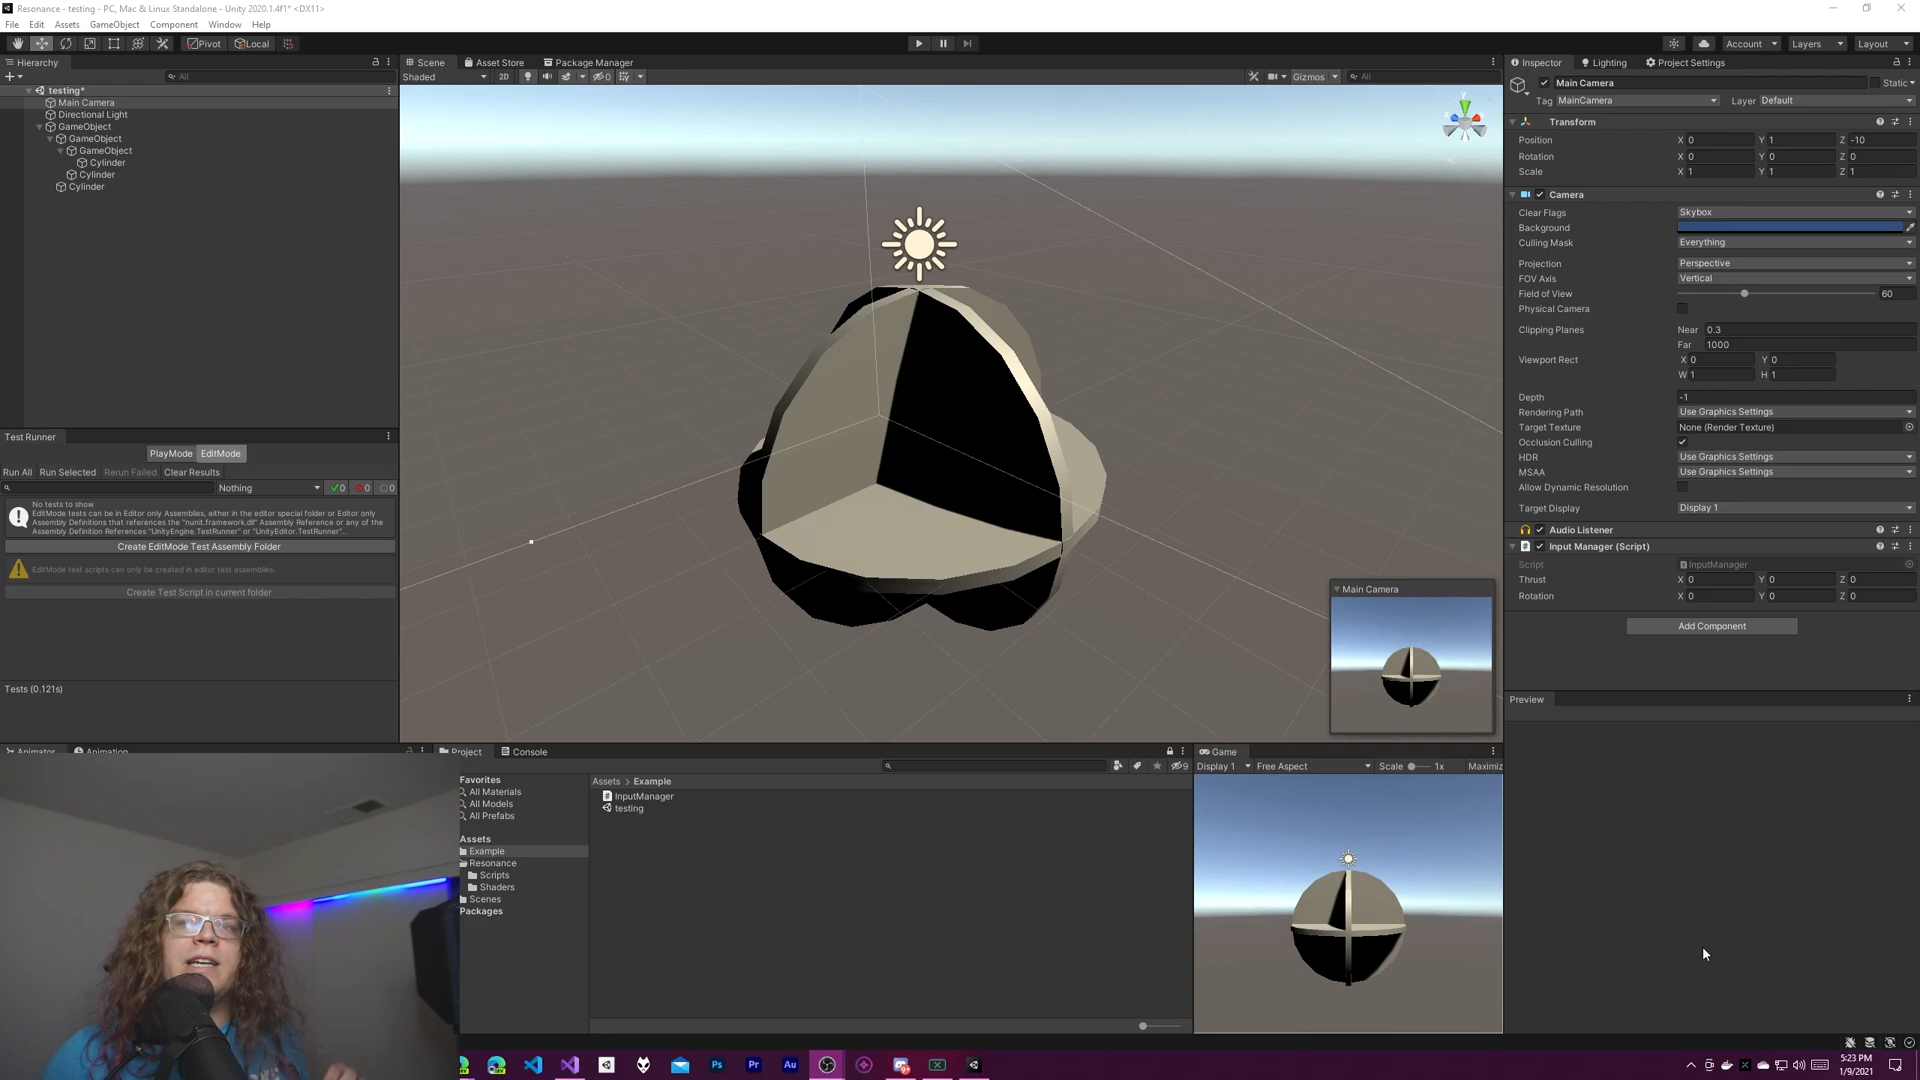 Resonance - testing - PC, Mac & Linux Standalone - Unity 2020.1.4f1* <DX11>
File Edit Assets GameObject Component Window Help
Pivot Local Account Layers Layout
Hierarchy
All
testing*
Main Camera
Directional Light
GameObject
GameObject
GameObject
Cylinder
Cylinder
Cylinder
Test Runner
PlayMode EditMode
Run All Run Selected Rerun Failed Clear Results
Nothing 0 0 0
No tests to show
EditMode tests can be in Editor only Assemblies, either in the editor special folder or Editor only
Assembly Definitions that references the "nunit.framework.dll" Assembly Reference or any of the
Assembly Definition References "UnityEngine.TestRunner" or "UnityEditor.TestRunner"..
Create EditMode Test Assembly Folder
EditMode test scripts can only be created in editor test assemblies.
Create Test Script in current folder
Tests (0.121s)
Animator Animation
Scene Asset Store Package Manager
Shaded 2D 0 Gizmos All
y
Main Camera
Project Console
9
Favorites
All Materials
All Models
All Prefabs
Assets
Example
Resonance
Scripts
Shaders
Scenes
Packages
Assets > Example
InputManager
testing
Game
Display 1 Free Aspect Scale 1x Maximiz
Inspector Lighting Project Settings
Main Camera Static
Tag MainCamera Layer Default
Transform
Position X 0 Y 1 Z -10
Rotation X 0 Y 0 Z 0
Scale X 1 Y 1 Z 1
Camera
Clear Flags Skybox
Background
Culling Mask Everything
Projection Perspective
FOV Axis Vertical
Field of View 60
Physical Camera
Clipping Planes Near 0.3
Far 1000
Viewport Rect X 0 Y 0
W 1 H 1
Depth -1
Rendering Path Use Graphics Settings
Target Texture None (Render Texture)
Occlusion Culling
HDR Use Graphics Settings
MSAA Use Graphics Settings
Allow Dynamic Resolution
Target Display Display 1
Audio Listener
Input Manager (Script)
Script InputManager
Thrust X 0 Y 0 Z 0
Rotation X 0 Y 0 Z 0
Add Component
Preview
Ps Pr Au
5:23 PM
1/9/2021